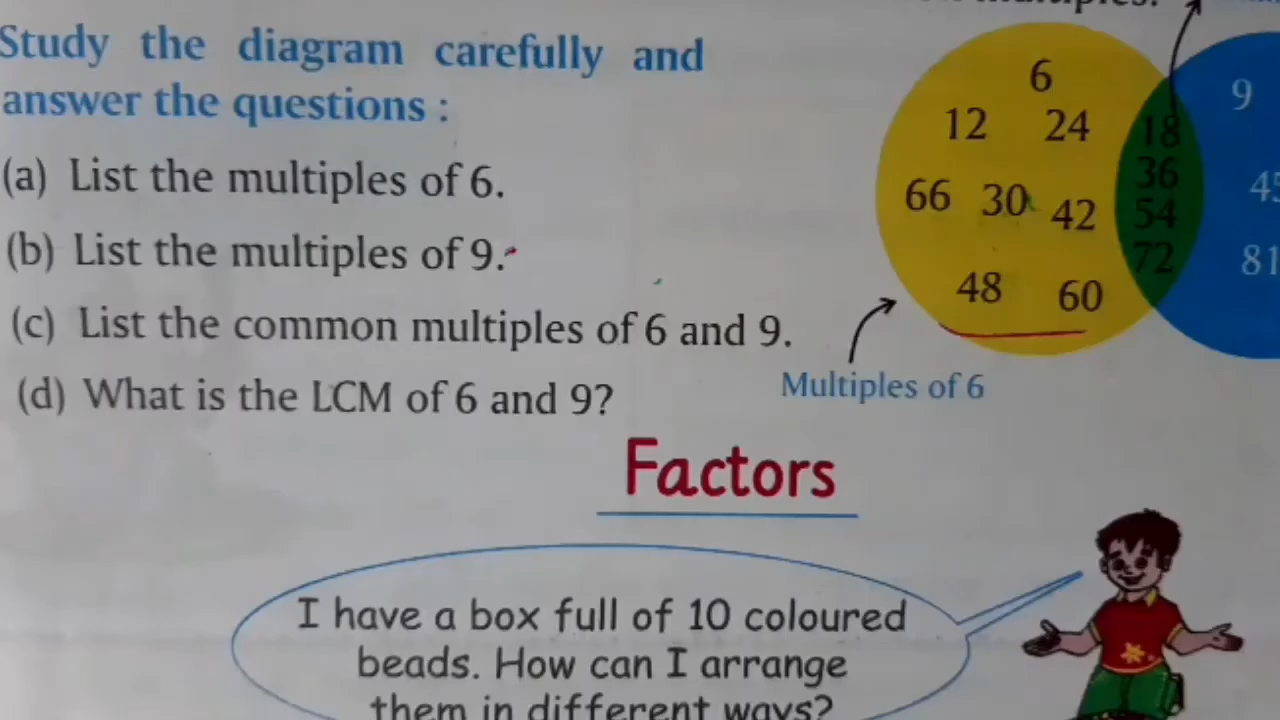 Study the diagram carefully and
answer the questions :
(a) List the multiples of 6.
(b) List the multiples of 9.
(c) List the common multiples of 6 and 9.
(d) What is the LCM of 6 and 9?
6
12 24
66 30 42
48 60
18
36
54
72
9
81
Multiples of 6
Factors
I have a box full of 10 coloured
beads. How can I arrange
them in different ways?